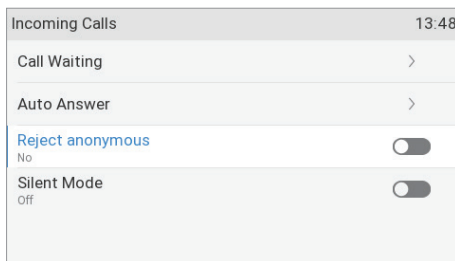 Incoming Calls 13:48
Call Waiting
Auto Answer
Reject anonymous
No
Silent Mode
Off